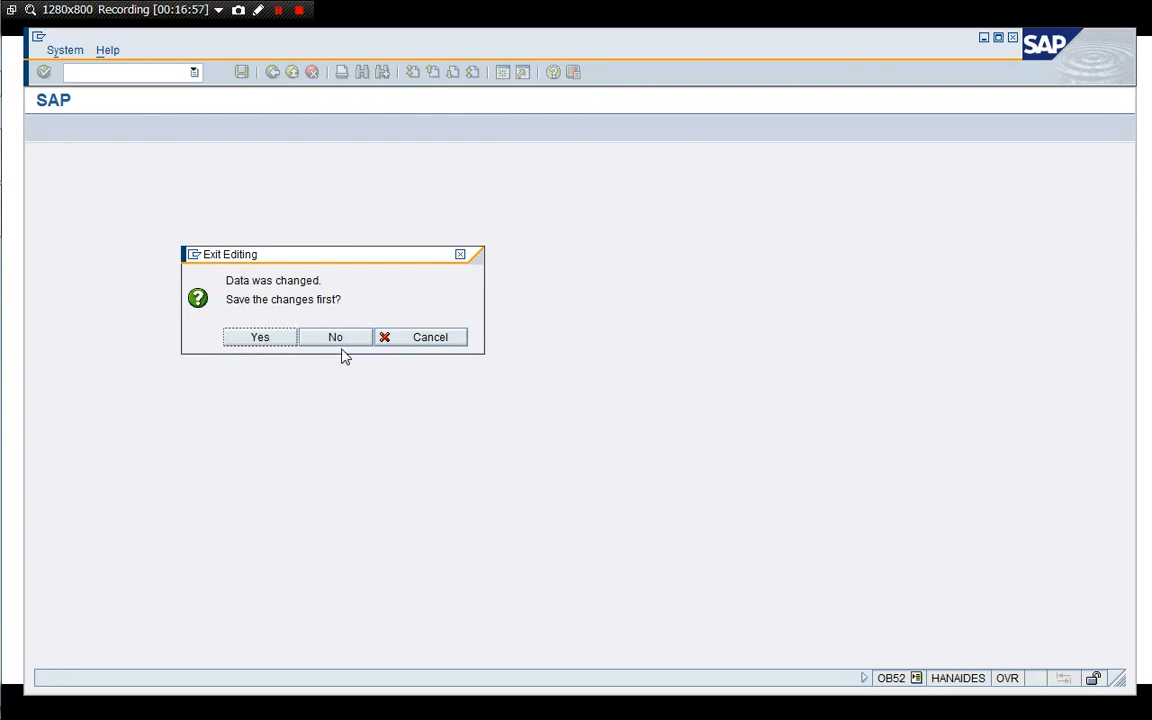 1280x800 Recording [00:16:57]
System Help
SAP
SAP
Exit Editing
Data was changed.
Save the changes first?
Yes No Cancel
OB52 HANAIDES OVR